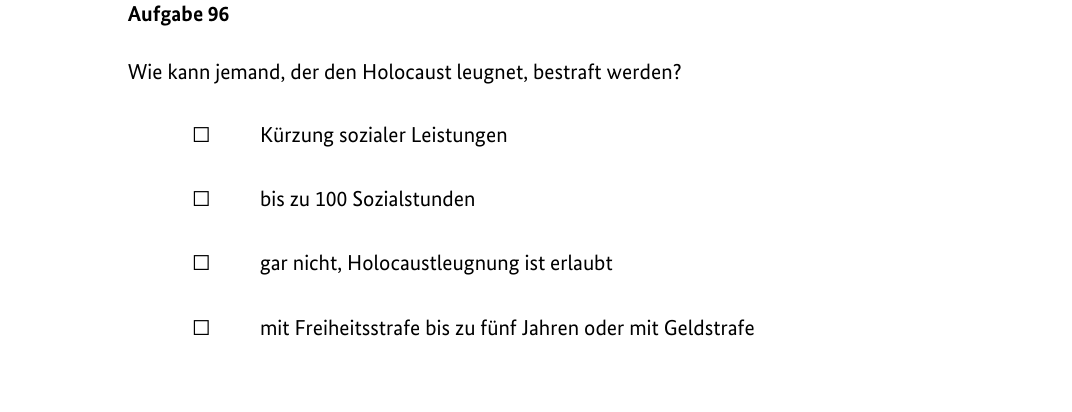 Aufgabe 96
Wie kann jemand, der den Holocaust leugnet, bestraft werden?
☐ Kürzung sozialer Leistungen
☐ bis zu 100 Sozialstunden
☐ gar nicht, Holocaustleugnung ist erlaubt
☐ mit Freiheitsstrafe bis zu fünf Jahren oder mit Geldstrafe